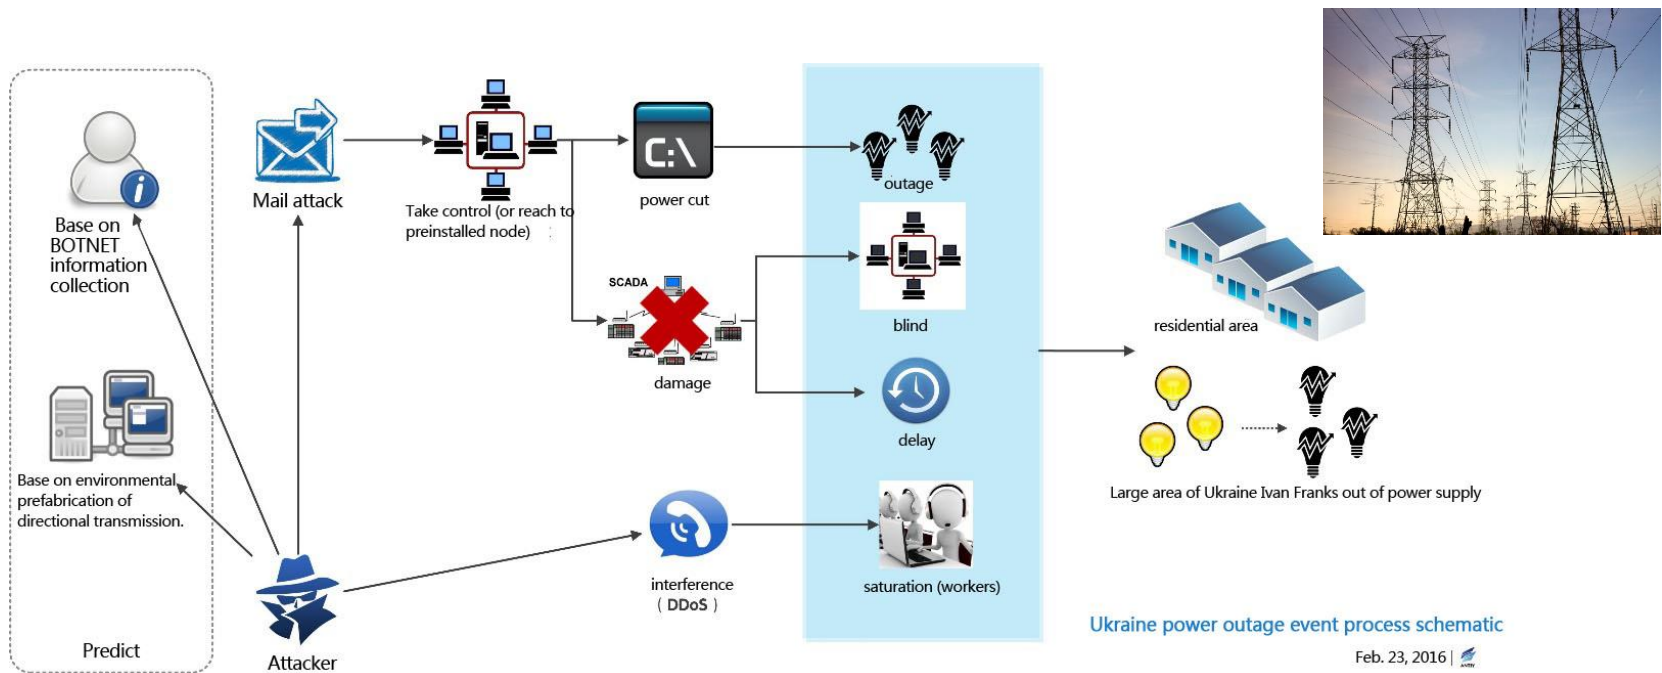 Base on
BOTNET
information
collection
Base on environmental
prefabrication of
directional transmission.
Predict
Mail attack
Attacker
Take control (or reach to
preinstalled node)
C:\
power cut
SCADA
damage
interference
( DDoS )
outage
blind
delay
saturation (workers)
residential area
Large area of Ukraine Ivan Franks out of power supply
Ukraine power outage event process schematic
Feb. 23, 2016 |